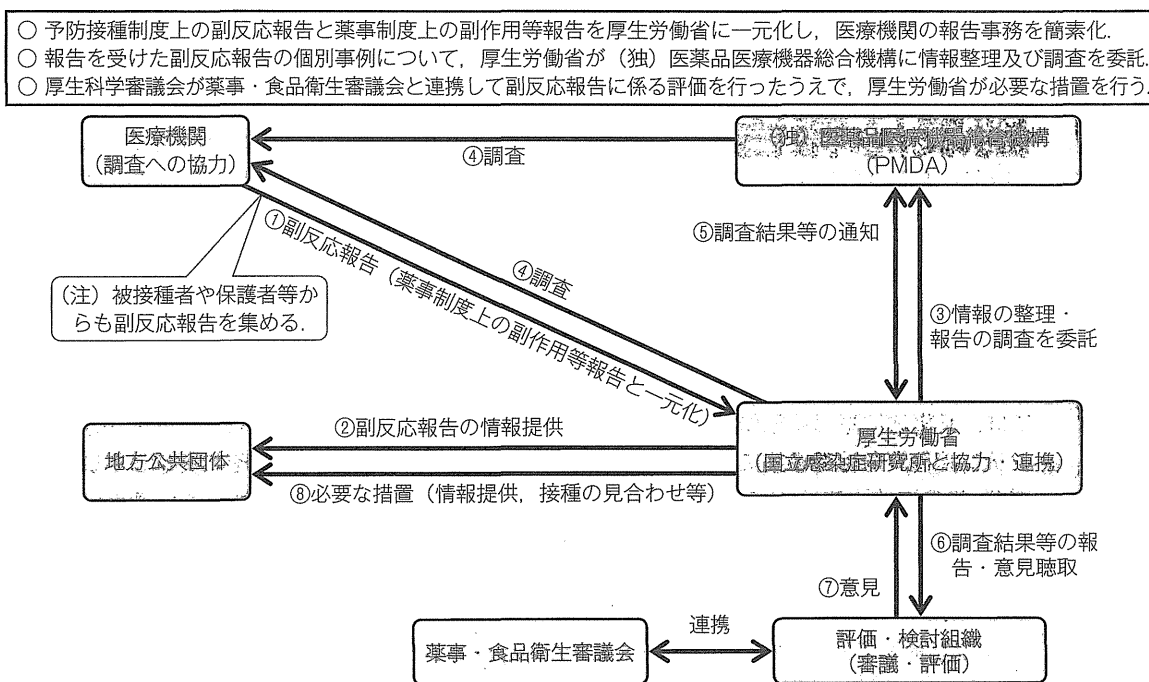 ○ 予防接種制度上の副反応報告と薬事制度上の副作用等報告を厚生労働省に一元化し，医療機関の報告事務を簡素化．
○ 報告を受けた副反応報告の個別事例について，厚生労働省が（独）医薬品医療機器総合機構に情報整理及び調査を委託．
○ 厚生科学審議会が薬事・食品衛生審議会と連携して副反応報告に係る評価を行ったうえで，厚生労働省が必要な措置を行う．
医療機関
（調査への協力）
④調査
（独）医薬品医療機器総合機構
（PMDA）
①副反応報告（薬事制度上の副作用等報告と一元化）
④調査
⑤調査結果等の通知
（注）被接種者や保護者等か
らも副反応報告を集める．
③情報の整理・
報告の調査を委託
②副反応報告の情報提供
地方公共団体
厚生労働省
（国立感染症研究所と協力・連携）
⑧必要な措置（情報提供，接種の見合わせ等）
⑥調査結果等の報
告・意見聴取
⑦意見
連携
薬事・食品衛生審議会
評価・検討組織
（審議・評価）